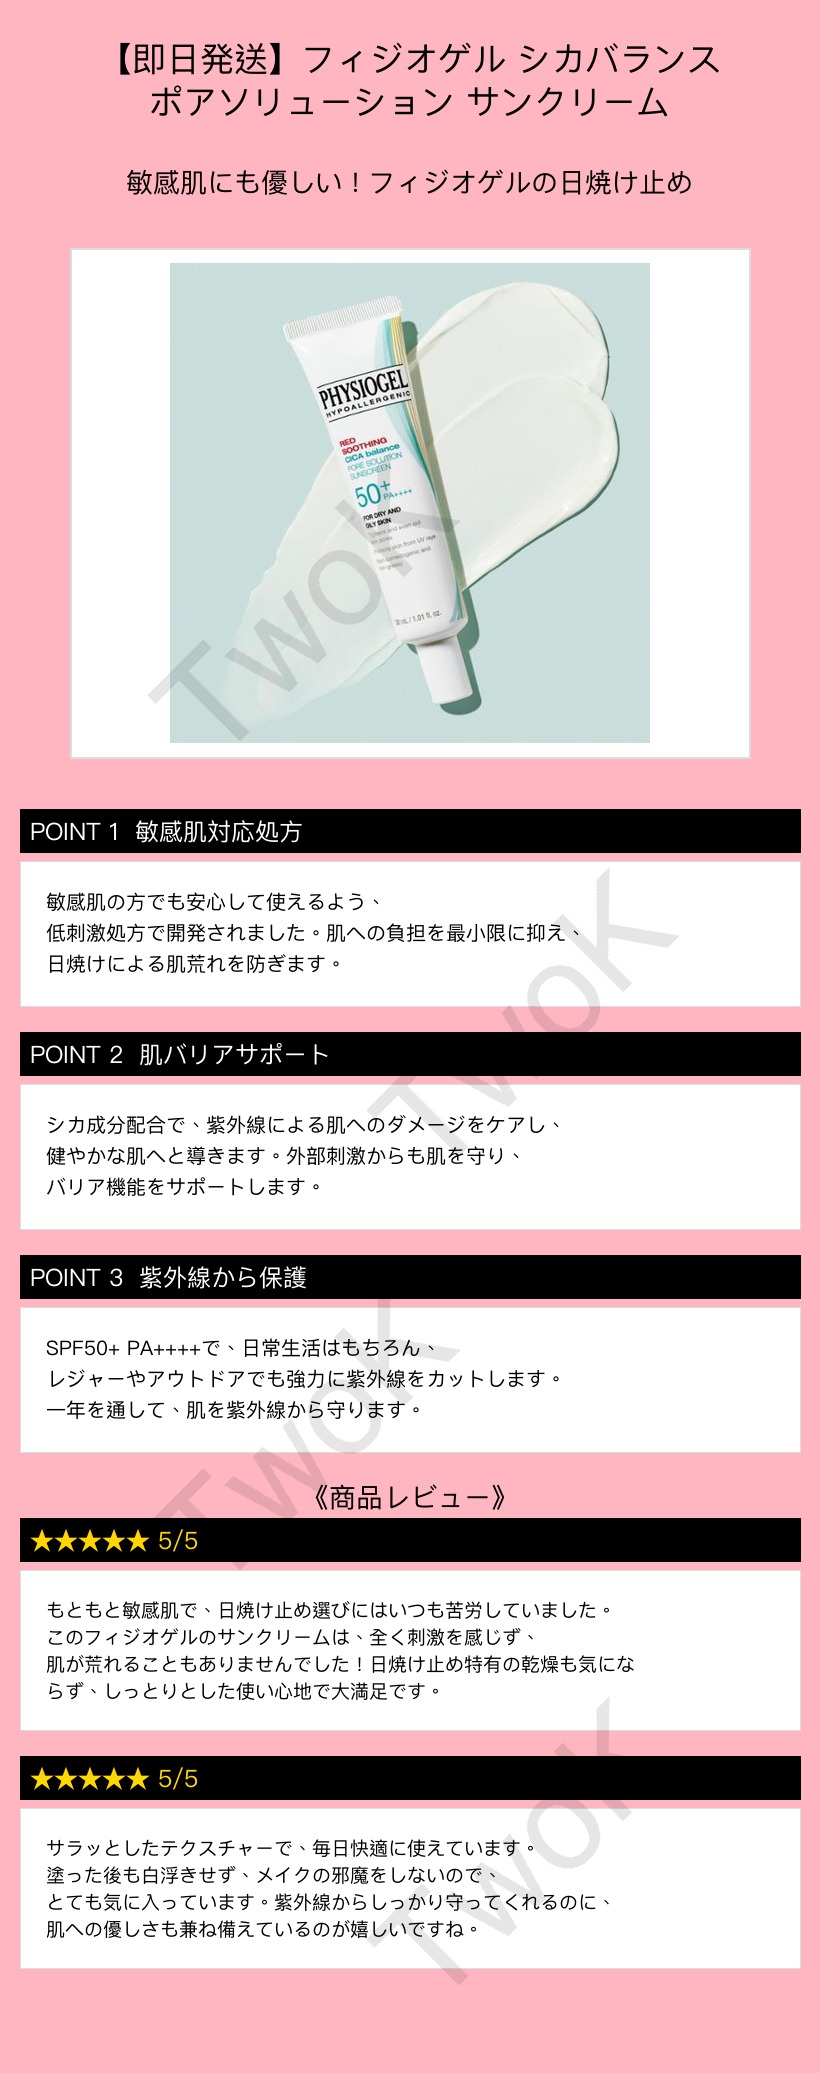 【即日発送】フィジオゲル シカバランス
ポアソリューション サンクリーム
敏感肌にも優しい！フィジオゲルの日焼け止め
PHYSIOGEL
HYPOALLERGENIC
RED
SOOTHING
CICA balance
PORE SOLUTION
SUNSCREEN
50+ PA++++
FOR DRY AND
OILY SKIN
Tightens and even out
skin pores
Protects skin from UV rays
Non-comedogenic and
non-greasy
30 mL / 1.01 fl. oz.
TwoK
POINT 1 敏感肌対応処方
敏感肌の方でも安心して使えるよう、
低刺激処方で開発されました。肌への負担を最小限に抑え、
日焼けによる肌荒れを防ぎます。
TwoK
POINT 2 肌バリアサポート
シカ成分配合で、紫外線による肌へのダメージをケアし、
健やかな肌へと導きます。外部刺激からも肌を守り、
バリア機能をサポートします。
POINT 3 紫外線から保護
SPF50+ PA++++で、日常生活はもちろん、
レジャーやアウトドアでも強力に紫外線をカットします。
一年を通して、肌を紫外線から守ります。
TwoK
《商品レビュー》
★★★★★ 5/5
もともと敏感肌で、日焼け止め選びにはいつも苦労していました。
このフィジオゲルのサンクリームは、全く刺激を感じず、
肌が荒れることもありませんでした！日焼け止め特有の乾燥も気にな
らず、しっとりとした使い心地で大満足です。
★★★★★ 5/5
サラッとしたテクスチャーで、毎日快適に使えています。
塗った後も白浮きせず、メイクの邪魔をしないので、
とても気に入っています。紫外線からしっかり守ってくれるのに、
肌への優しさも兼ね備えているのが嬉しいですね。
TwoK